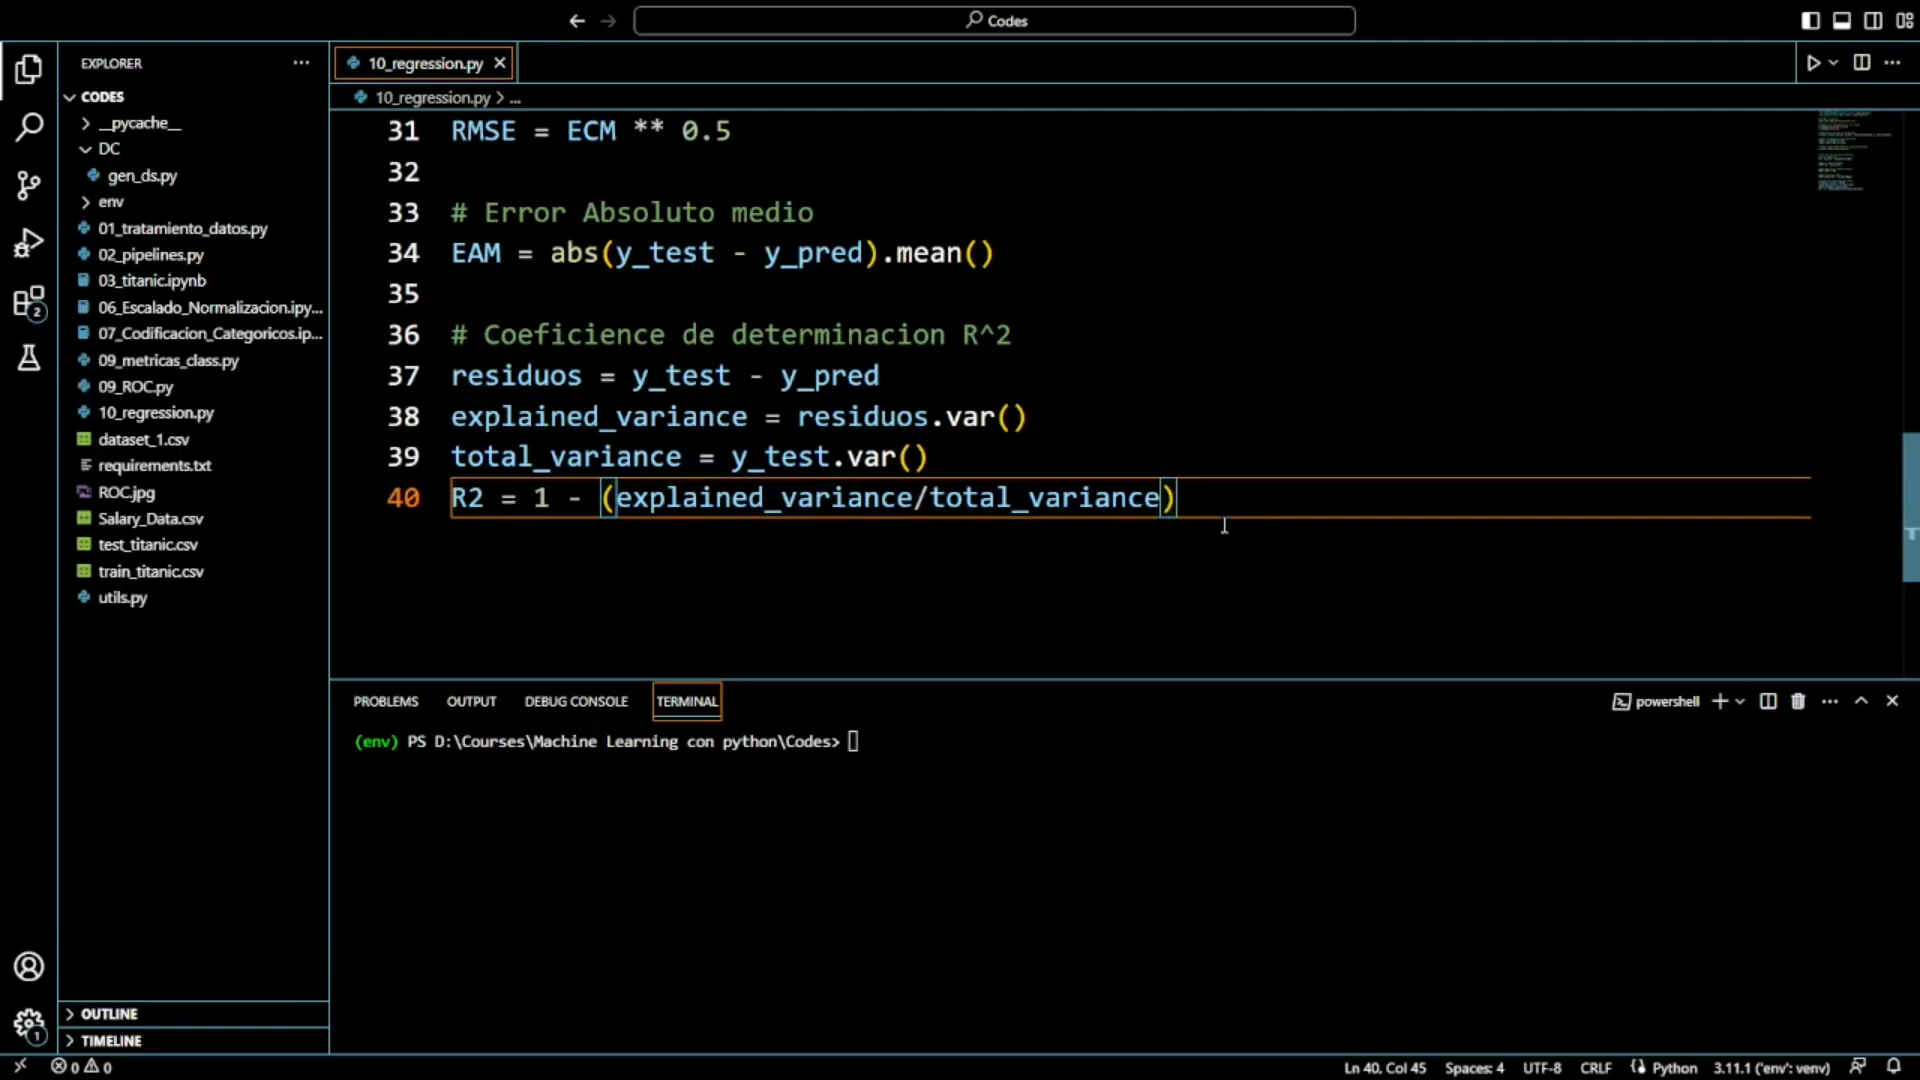 Codes
EXPLORER
10_regression.py
CODES
10_regression.py > ...
__pycache__
DC
gen_ds.py
env
01_tratamiento_datos.py
02_pipelines.py
03_titanic.ipynb
06_Escalado_Normalizacion.ipy...
07_Codificacion_Categoricos.ip...
09_metricas_class.py
09_ROC.py
10_regression.py
dataset_1.csv
requirements.txt
ROC.jpg
Salary_Data.csv
test_titanic.csv
train_titanic.csv
utils.py
31 RMSE = ECM ** 0.5
32
33 # Error Absoluto medio
34 EAM = abs(y_test - y_pred).mean()
35
36 # Coeficience de determinacion R^2
37 residuos = y_test - y_pred
38 explained_variance = residuos.var()
39 total_variance = y_test.var()
40 R2 = 1 - (explained_variance/total_variance)
2
PROBLEMS OUTPUT DEBUG CONSOLE TERMINAL
powershell
(env) PS D:\Courses\Machine Learning con python\Codes>
OUTLINE
TIMELINE
1
0 0
Ln 40, Col 45 Spaces: 4 UTF-8 CRLF Python 3.11.1 ('env': venv)